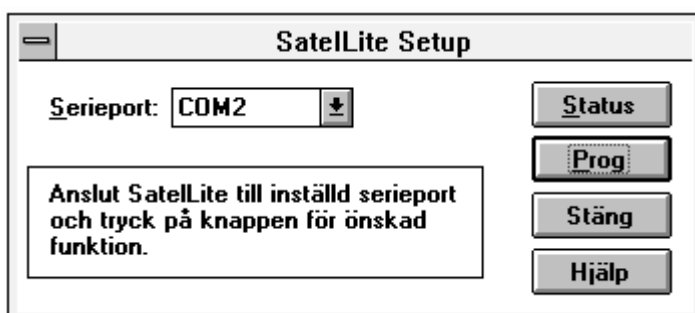 SatelLite Setup
Serieport: COM2
Status
Prog
Anslut SatelLite till inställd serieport
och tryck på knappen för önskad
funktion.
Stäng
Hjälp